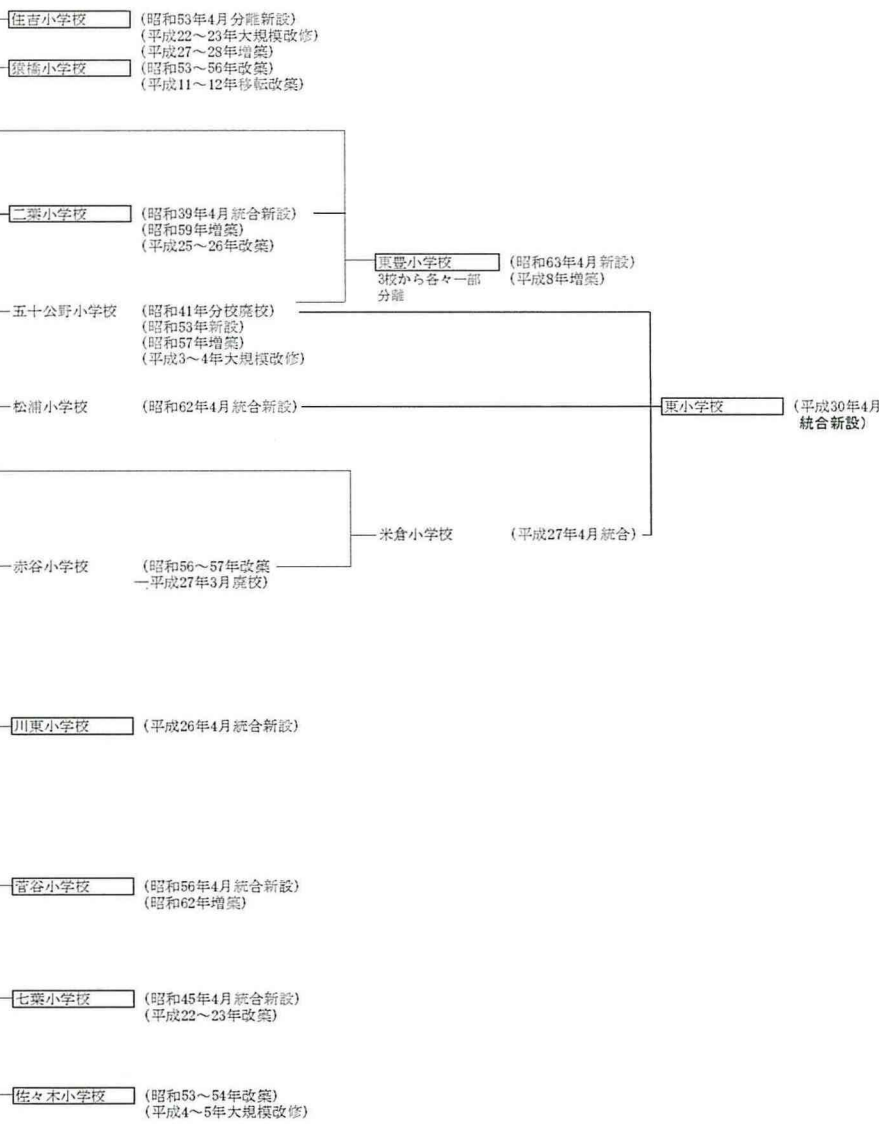 住吉小学校 (昭和53年4月分離新設)
(平成22～23年大規模改修)
(平成27～28年増築)
猿橋小学校 (昭和53～56年改築)
(平成11～12年移転改築)
二葉小学校 (昭和39年4月統合新設)
(昭和59年増築)
(平成25～26年改築)
東豊小学校 (昭和63年4月新設)
3校から各々一部 (平成8年増築)
分離
五十公野小学校 (昭和41年分校廃校)
(昭和53年新設)
(昭和57年増築)
(平成3～4年大規模改修)
松浦小学校 (昭和62年4月統合新設)
東小学校 (平成30年4月
統合新設)
米倉小学校 (平成27年4月統合)
赤谷小学校 (昭和56～57年改築
平成27年3月廃校)
川東小学校 (平成26年4月統合新設)
菅谷小学校 (昭和56年4月統合新設)
(昭和62年増築)
七葉小学校 (昭和45年4月統合新設)
(平成22～23年改築)
佐々木小学校 (昭和53～54年改築)
(平成4～5年大規模改修)